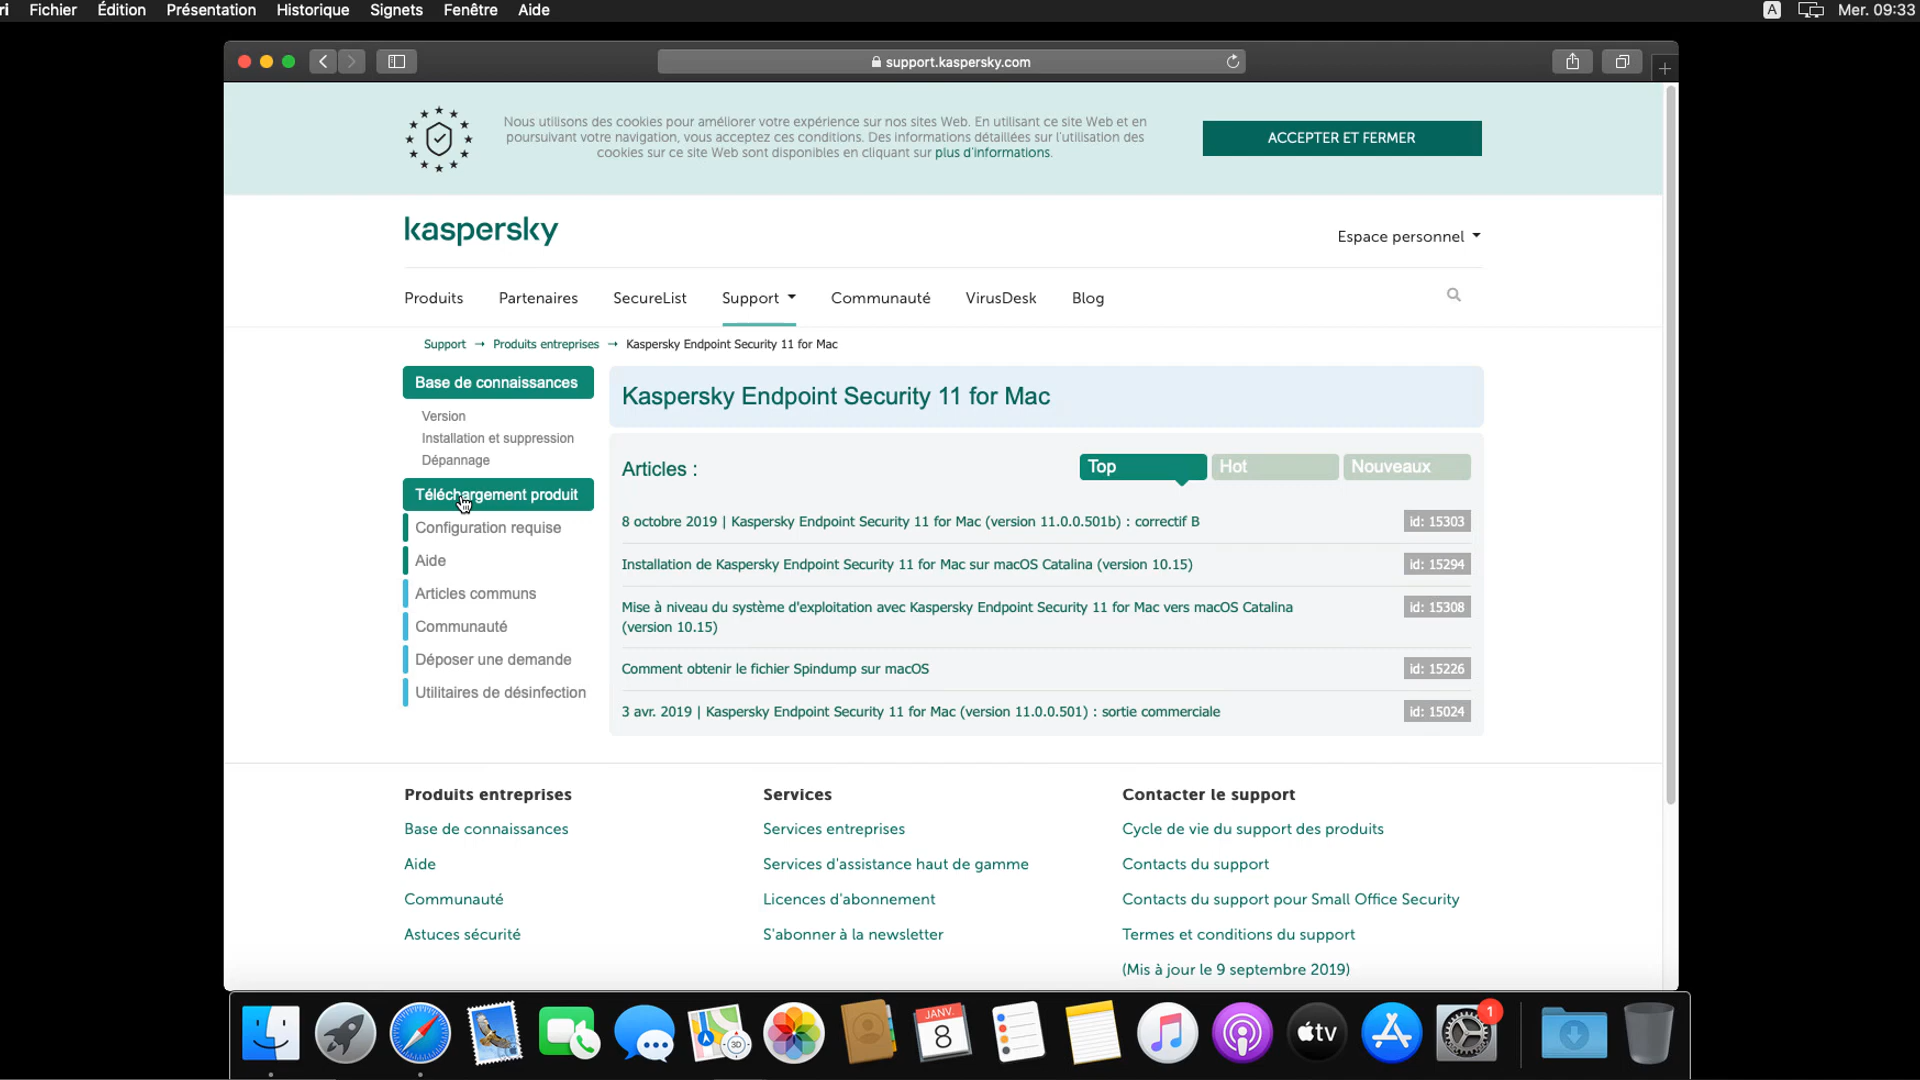 ri Fichier Édition Présentation Historique Signets Fenêtre Aide A Mer. 09:33
support.kaspersky.com
Nous utilisons des cookies pour améliorer votre expérience sur nos sites Web. En utilisant ce site Web et en
poursuivant votre navigation, vous acceptez ces conditions. Des informations détaillées sur l'utilisation des
cookies sur ce site Web sont disponibles en cliquant sur plus d'informations.
ACCEPTER ET FERMER
kaspersky
Espace personnel
Produits Partenaires SecureList Support Communauté VirusDesk Blog
Support → Produits entreprises → Kaspersky Endpoint Security 11 for Mac
Base de connaissances
Version
Installation et suppression
Dépannage
Téléchargement produit
Configuration requise
Aide
Articles communs
Communauté
Déposer une demande
Utilitaires de désinfection
Kaspersky Endpoint Security 11 for Mac
Articles :
Top Hot Nouveaux
8 octobre 2019 | Kaspersky Endpoint Security 11 for Mac (version 11.0.0.501b) : correctif B id: 15303
Installation de Kaspersky Endpoint Security 11 for Mac sur macOS Catalina (version 10.15) id: 15294
Mise à niveau du système d'exploitation avec Kaspersky Endpoint Security 11 for Mac vers macOS Catalina id: 15308
(version 10.15)
Comment obtenir le fichier Spindump sur macOS id: 15226
3 avr. 2019 | Kaspersky Endpoint Security 11 for Mac (version 11.0.0.501) : sortie commerciale id: 15024
Produits entreprises
Base de connaissances
Aide
Communauté
Astuces sécurité
Services
Services entreprises
Services d'assistance haut de gamme
Licences d'abonnement
S'abonner à la newsletter
Contacter le support
Cycle de vie du support des produits
Contacts du support
Contacts du support pour Small Office Security
Termes et conditions du support
(Mis à jour le 9 septembre 2019)
3D
JANV.
8
tv
1